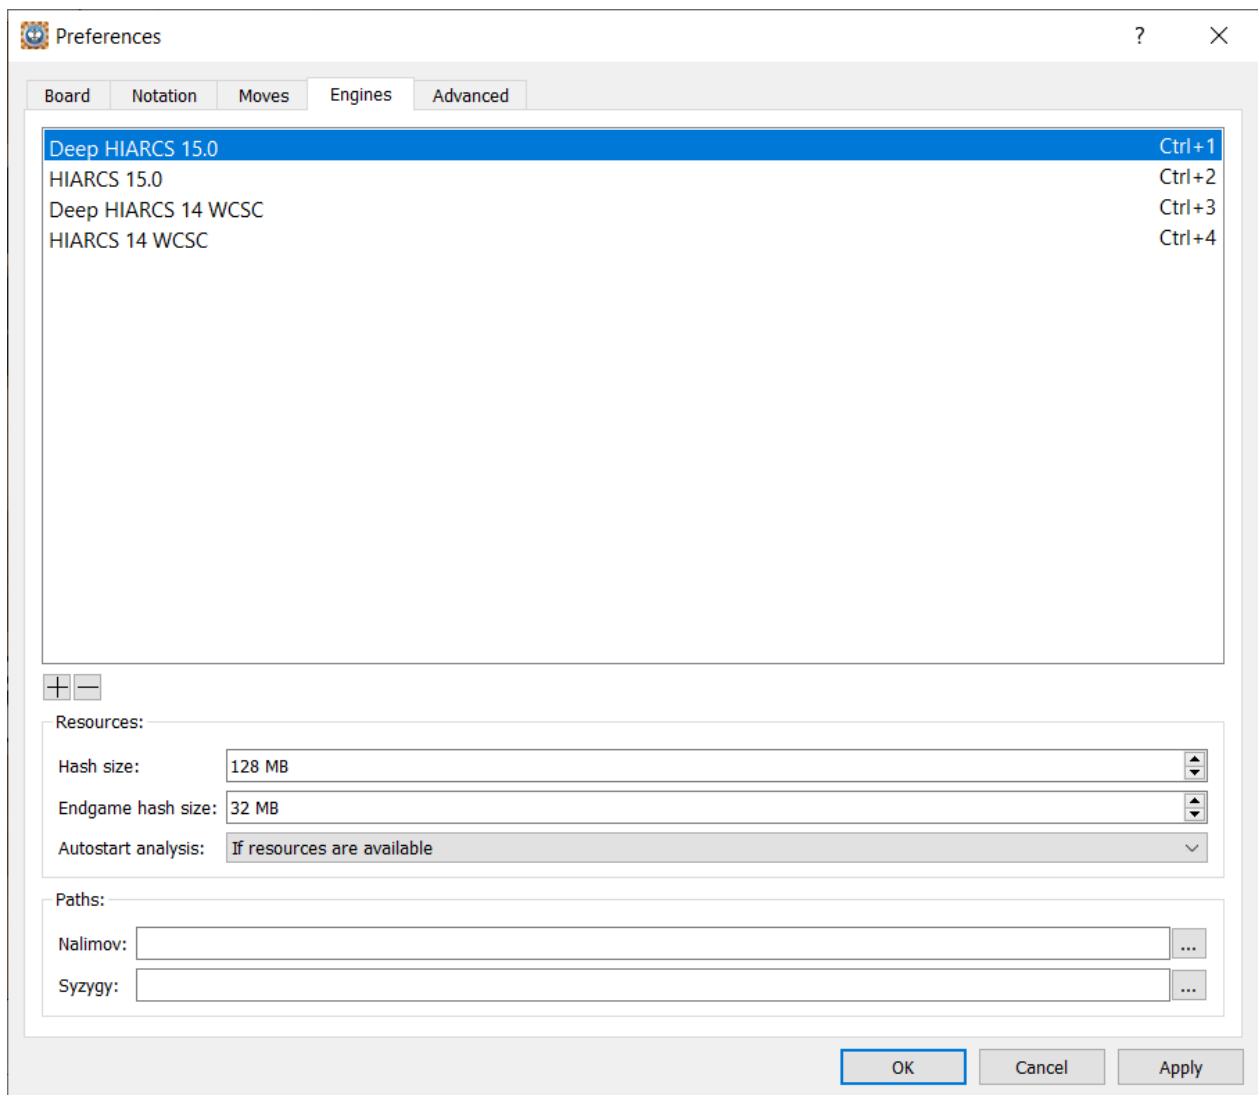 Preferences ?
Board Notation Moves Engines Advanced
Deep HIARCS 15.0 Ctrl+1
HIARCS 15.0 Ctrl+2
Deep HIARCS 14 WCSC Ctrl+3
HIARCS 14 WCSC Ctrl+4
Resources:
Hash size: 128 MB
Endgame hash size: 32 MB
Autostart analysis: If resources are available
Paths:
Nalimov: ...
Syzygy: ...
OK Cancel Apply